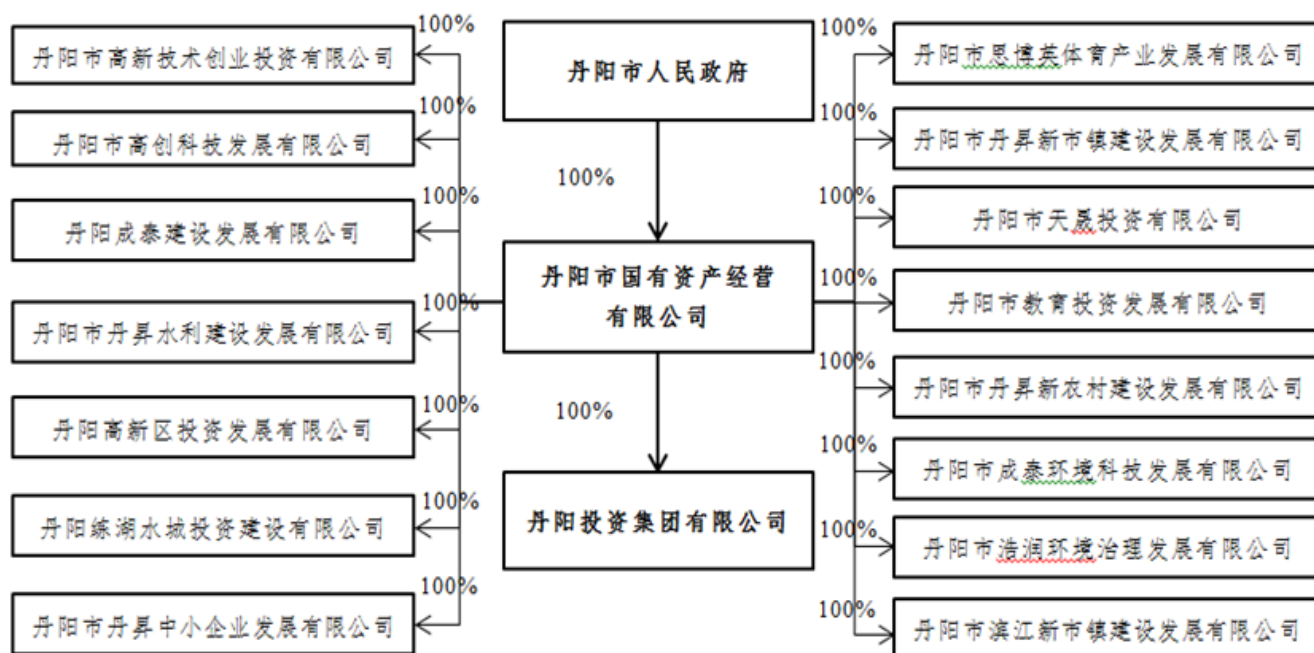 100%
丹阳市高新技术创业投资有限公司
100%
丹阳市高创科技发展有限公司
100%
丹阳成泰建设发展有限公司
100%
丹阳市丹昇水利建设发展有限公司
100%
丹阳高新区投资发展有限公司
100%
丹阳练湖水城投资建设有限公司
100%
丹阳市丹昇中小企业发展有限公司
丹阳市人民政府
100%
丹阳市国有资产经营
有限公司
100%
丹阳投资集团有限公司
100%
丹阳市恩博英体育产业发展有限公司
100%
丹阳市丹昇新市镇建设发展有限公司
100%
丹阳市天晟投资有限公司
100%
丹阳市教育投资发展有限公司
100%
丹阳市丹昇新农村建设发展有限公司
100%
丹阳市成泰环境科技发展有限公司
100%
丹阳市浩润环境治理发展有限公司
100%
丹阳市滨江新市镇建设发展有限公司